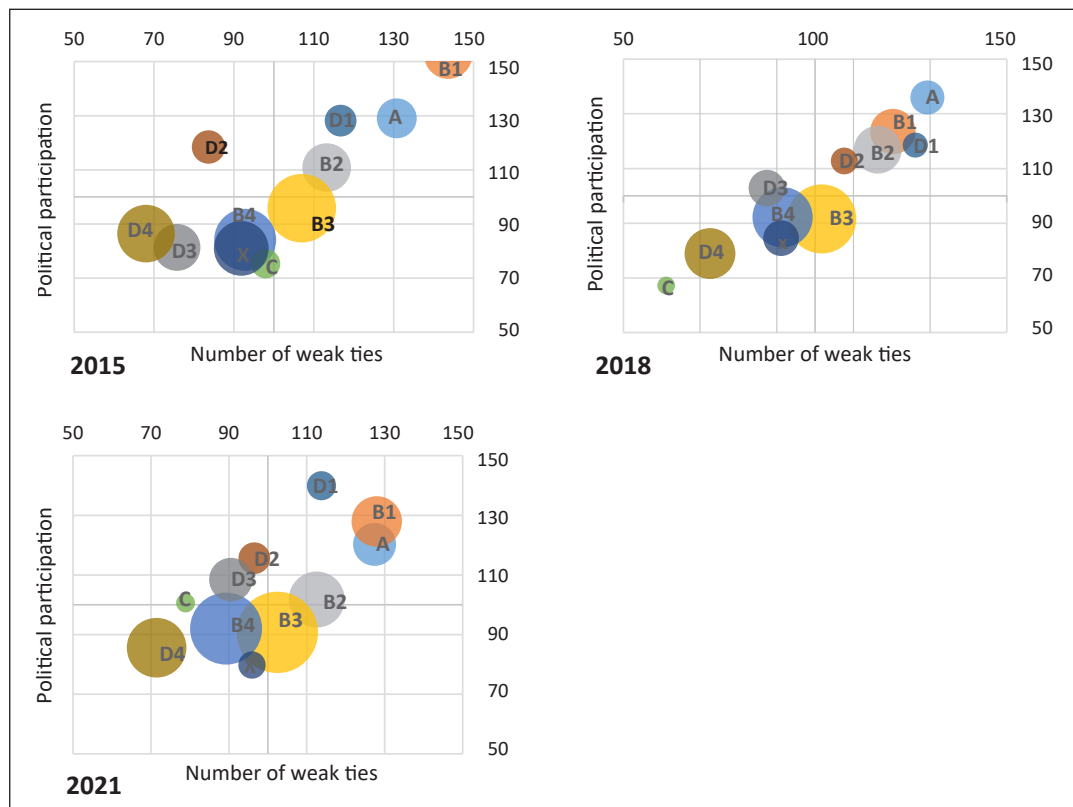 50 70 90 110 130 150
Political participation
150
130
110
90
70
50
B1
A
D1
D2
B2
B3
B4
D4
D3
X
C
Number of weak ties
2015
50 100 150
Political participation
150
130
110
90
70
50
A
B1
D1
B2
D2
D3
B4
B3
x
D4
C
Number of weak ties
2018
50 70 90 110 130 150
Political participation
150
130
110
90
70
50
D1
B1
A
D2
D3
C
B2
B3
B4
D4
X
Number of weak ties
2021